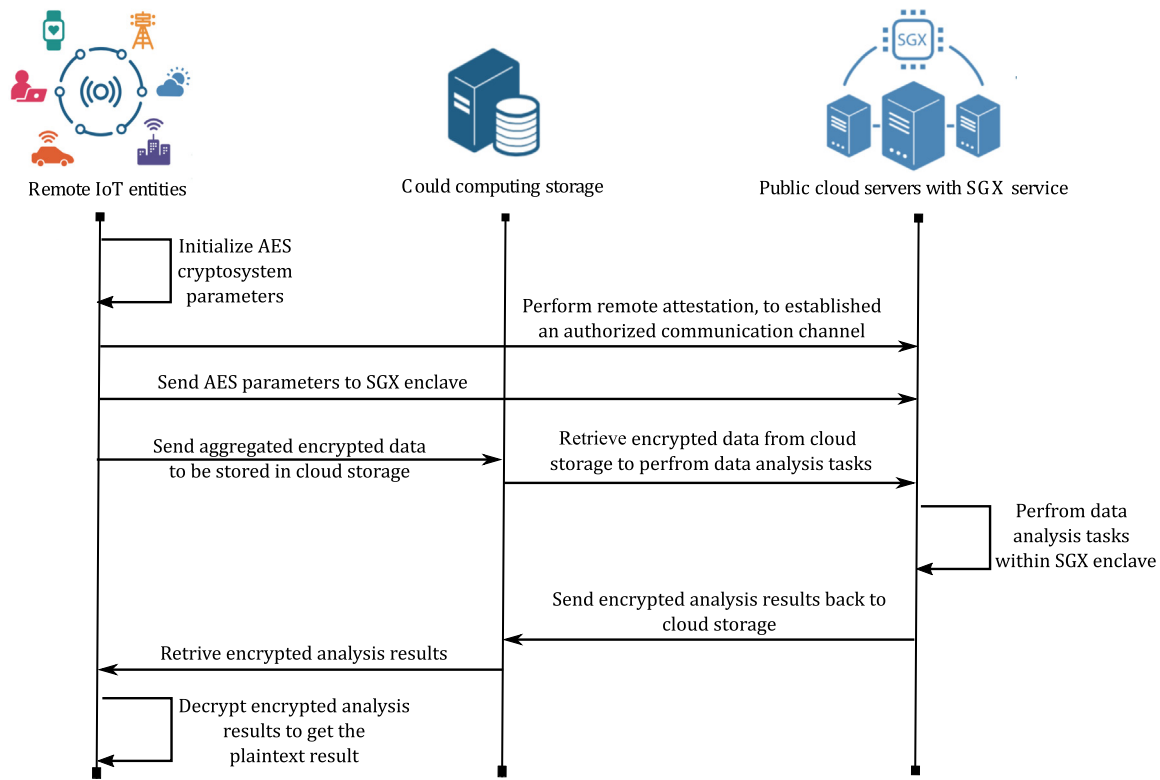 SGX
Remote IoT entities
Could computing storage
Public cloud servers with SGX service
Initialize AES
cryptosystem
parameters
Perform remote attestation, to established
an authorized communication channel
Send AES parameters to SGX enclave
Send aggregated encrypted data
to be stored in cloud storage
Retrieve encrypted data from cloud
storage to perfrom data analysis tasks
Perfrom data
analysis tasks
within SGX enclave
Send encrypted analysis results back to
cloud storage
Retrive encrypted analysis results
Decrypt encrypted analysis
results to get the
plaintext result